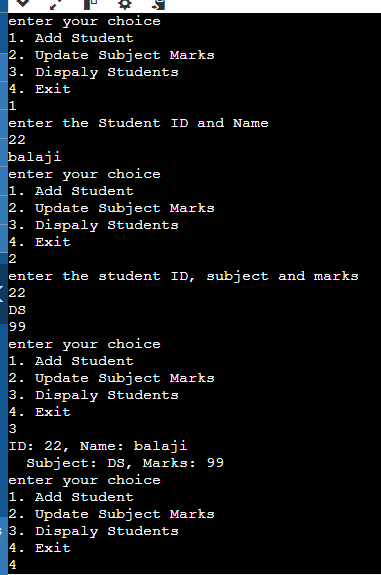 enter your choice
1. Add Student
2. Update Subject Marks
3. Dispaly Students
4. Exit
1
enter the Student ID and Name
22
balaji
enter your choice
1. Add Student
2. Update Subject Marks
3. Dispaly Students
4. Exit
2
enter the student ID, subject and marks
22
DS
99
enter your choice
1. Add Student
2. Update Subject Marks
3. Dispaly Students
4. Exit
3
ID: 22, Name: balaji
  Subject: DS, Marks: 99
enter your choice
1. Add Student
2. Update Subject Marks
3. Dispaly Students
4. Exit
4